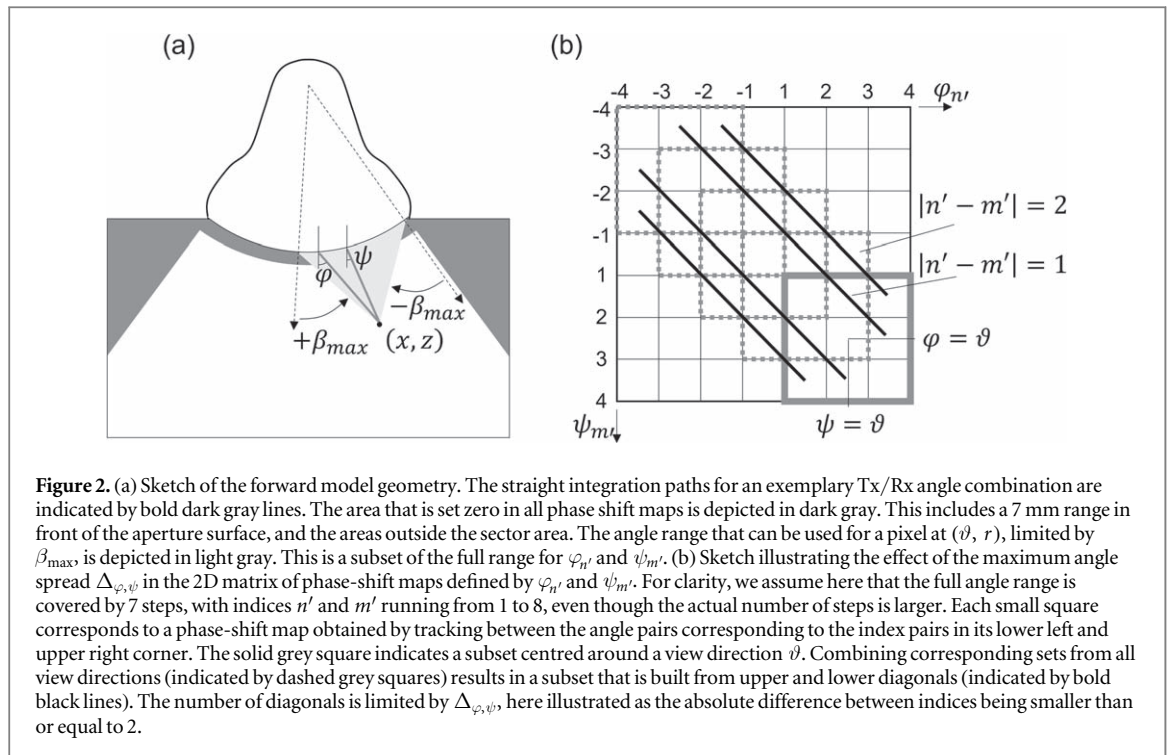 (a)
(b)
-4 -3 -2 -1 1 2 3 4 φₙ′
-4
-3
-2
-1
1
2
3
4
ψₘ′
|n′ − m′| = 2
|n′ − m′| = 1
φ = ϑ
ψ = ϑ
φ
ψ
−βₘₐₓ
+βₘₐₓ
(x, z)
Figure 2. (a) Sketch of the forward model geometry. The straight integration paths for an exemplary Tx/Rx angle combination are
indicated by bold dark gray lines. The area that is set zero in all phase shift maps is depicted in dark gray. This includes a 7 mm range in
front of the aperture surface, and the areas outside the sector area. The angle range that can be used for a pixel at (ϑ, r), limited by
βₘₐₓ, is depicted in light gray. This is a subset of the full range for φₙ′ and ψₘ′. (b) Sketch illustrating the effect of the maximum angle
spread Δφ,ψ in the 2D matrix of phase-shift maps defined by φₙ′ and ψₘ′. For clarity, we assume here that the full angle range is
covered by 7 steps, with indices n′ and m′ running from 1 to 8, even though the actual number of steps is larger. Each small square
corresponds to a phase-shift map obtained by tracking between the angle pairs corresponding to the index pairs in its lower left and
upper right corner. The solid grey square indicates a subset centred around a view direction ϑ. Combining corresponding sets from all
view directions (indicated by dashed grey squares) results in a subset that is built from upper and lower diagonals (indicated by bold
black lines). The number of diagonals is limited by Δφ,ψ, here illustrated as the absolute difference between indices being smaller than
or equal to 2.